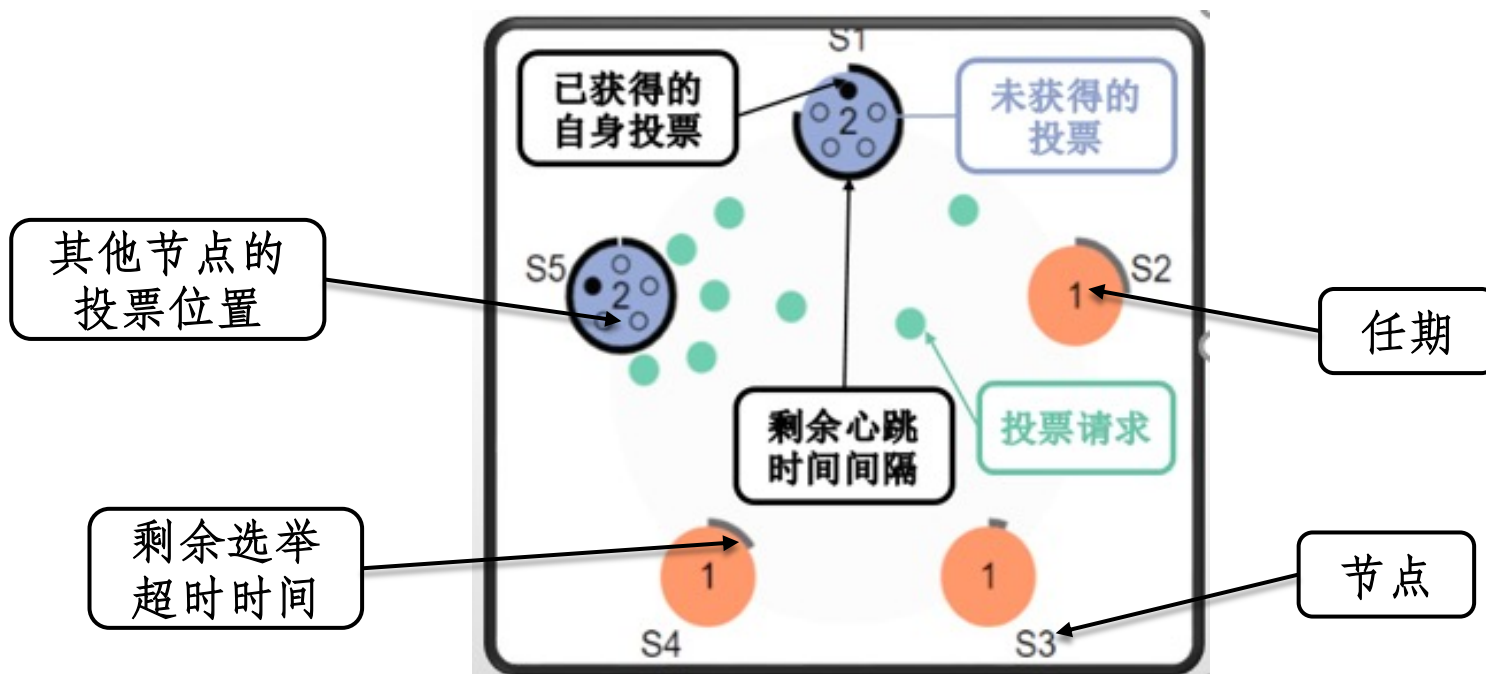 S1
已获得的
自身投票
2
未获得的
投票
其他节点的
投票位置
S5
2
S2
1
任期
剩余心跳
时间间隔
投票请求
剩余选举
超时时间
1
S4
1
S3
节点